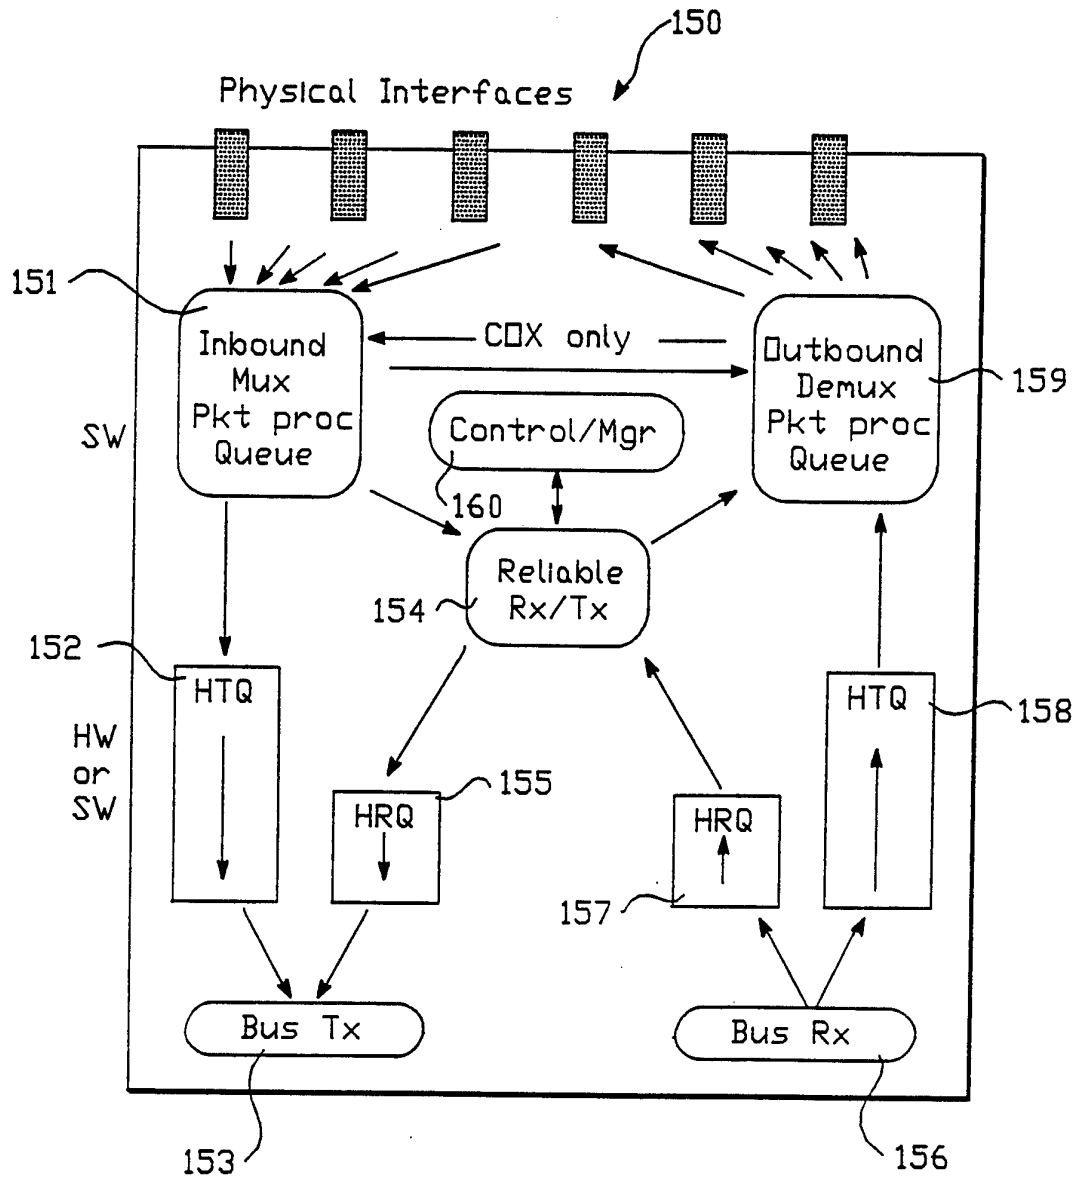 150
Physical Interfaces
151
Inbound
Mux
Pkt proc
Queue
COX only
Outbound
Demux
Pkt proc
Queue
159
SW
Control/Mgr
160
Reliable
Rx/Tx
154
152
HTQ
HTQ
158
HW
or
SW
155
HRQ
HRQ
157
Bus Tx
Bus Rx
153
156